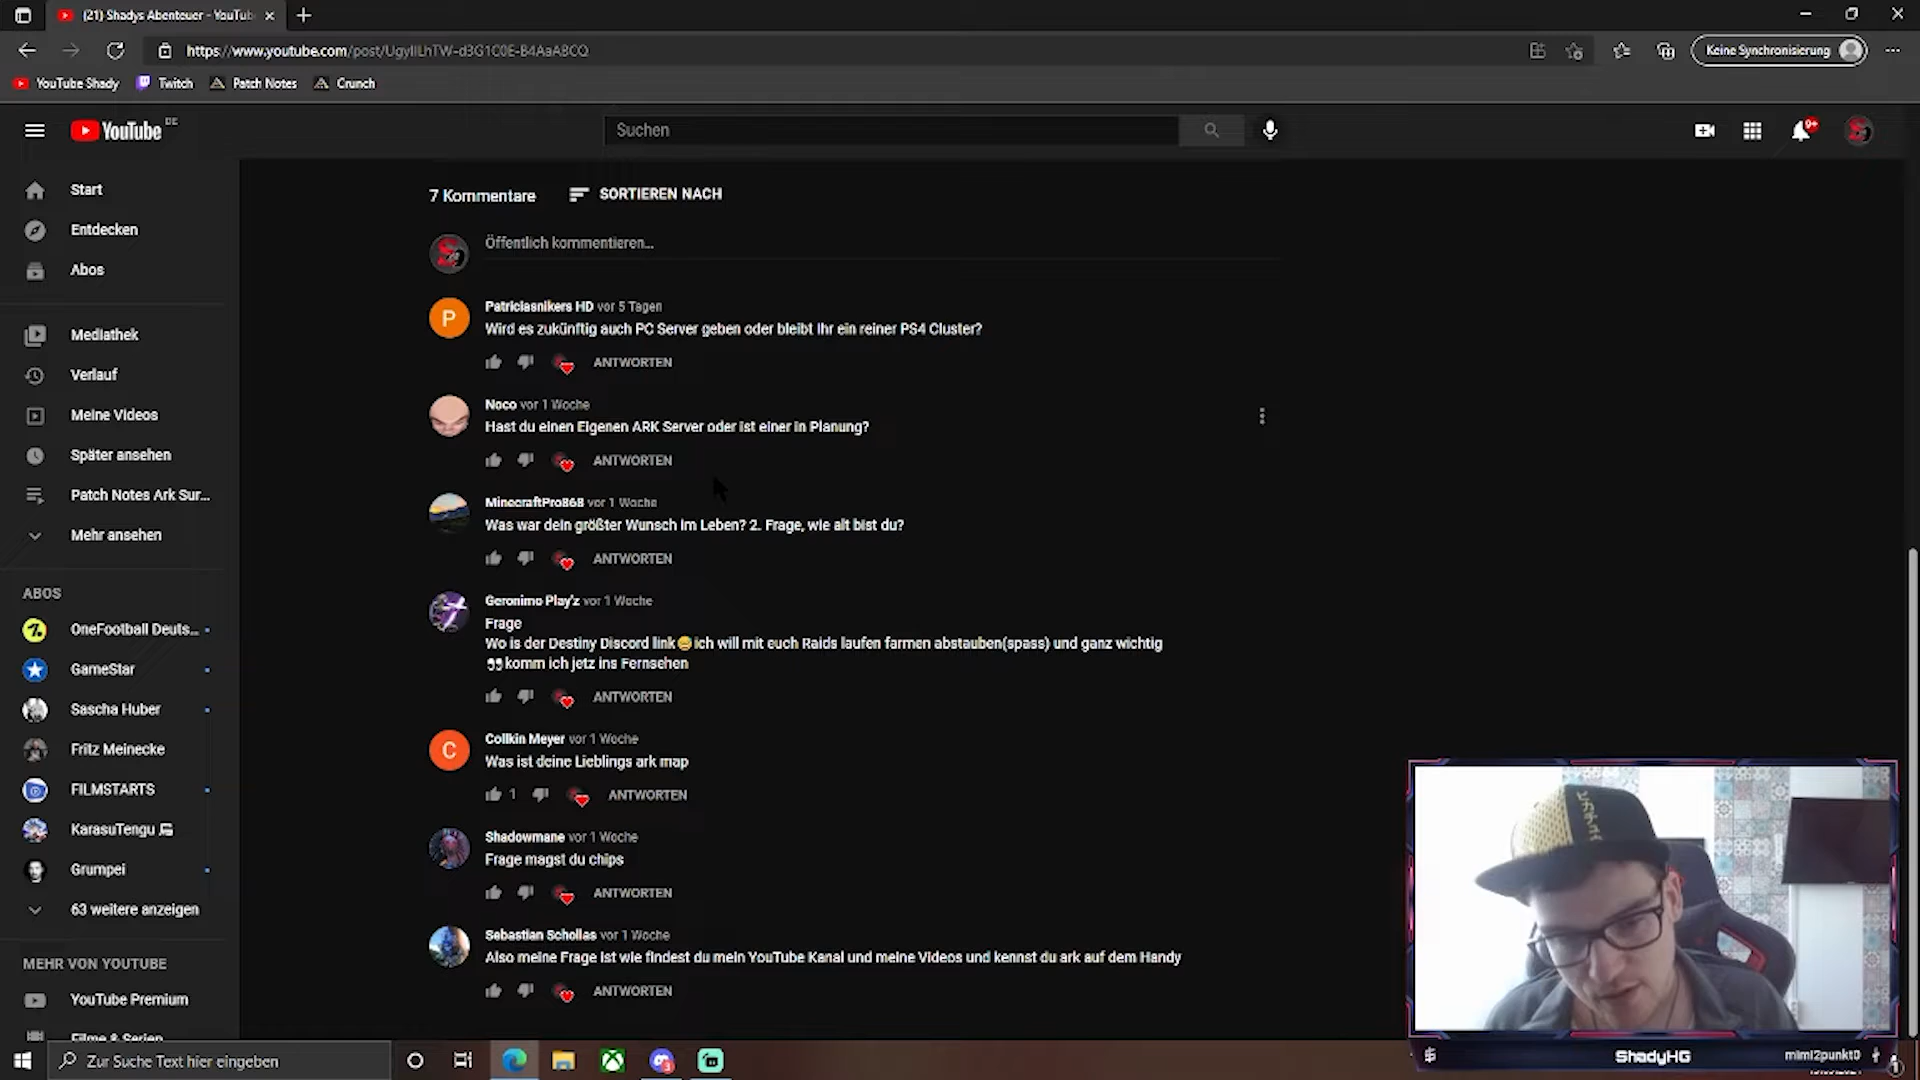 (21) Shadys Abenteuer - YouTub
https://www.youtube.com/post/UgyIILhTW-d3G1C0E-B4AaABCQ
Keine Synchronisierung
YouTube Shady
Twitch
Patch Notes
Crunch
YouTube DE
Suchen
9+
Start
Entdecken
Abos
Mediathek
Verlauf
Meine Videos
Später ansehen
Patch Notes Ark Sur...
Mehr ansehen
ABOS
OneFootball Deuts...
GameStar
Sascha Huber
Fritz Meinecke
FILMSTARTS
KarasuTengu
Grumpei
63 weitere anzeigen
MEHR VON YOUTUBE
YouTube Premium
Filme & Serien
7 Kommentare
SORTIEREN NACH
Öffentlich kommentieren...
P
Patriciasnikers HD vor 5 Tagen
Wird es zukünftig auch PC Server geben oder bleibt ihr ein reiner PS4 Cluster?
ANTWORTEN
Noco vor 1 Woche
Hast du einen Eigenen ARK Server oder ist einer in Planung?
ANTWORTEN
MinecraftPro868 vor 1 Woche
Was war dein größter Wunsch im Leben? 2. Frage, wie alt bist du?
ANTWORTEN
Geronimo Play'z vor 1 Woche
Frage
Wo is der Destiny Discord link😅ich will mit euch Raids laufen farmen abstauben(spass) und ganz wichtig
👀komm ich jetz ins Fernsehen
ANTWORTEN
C
Collkin Meyer vor 1 Woche
Was ist deine Lieblings ark map
1
ANTWORTEN
Shadowmane vor 1 Woche
Frage magst du chips
ANTWORTEN
Sebastian Schollas vor 1 Woche
Also meine Frage ist wie findest du mein YouTube Kanal und meine Videos und kennst du ark auf dem Handy
ANTWORTEN
ShadyHG
mimi2punkt0
Zur Suche Text hier eingeben